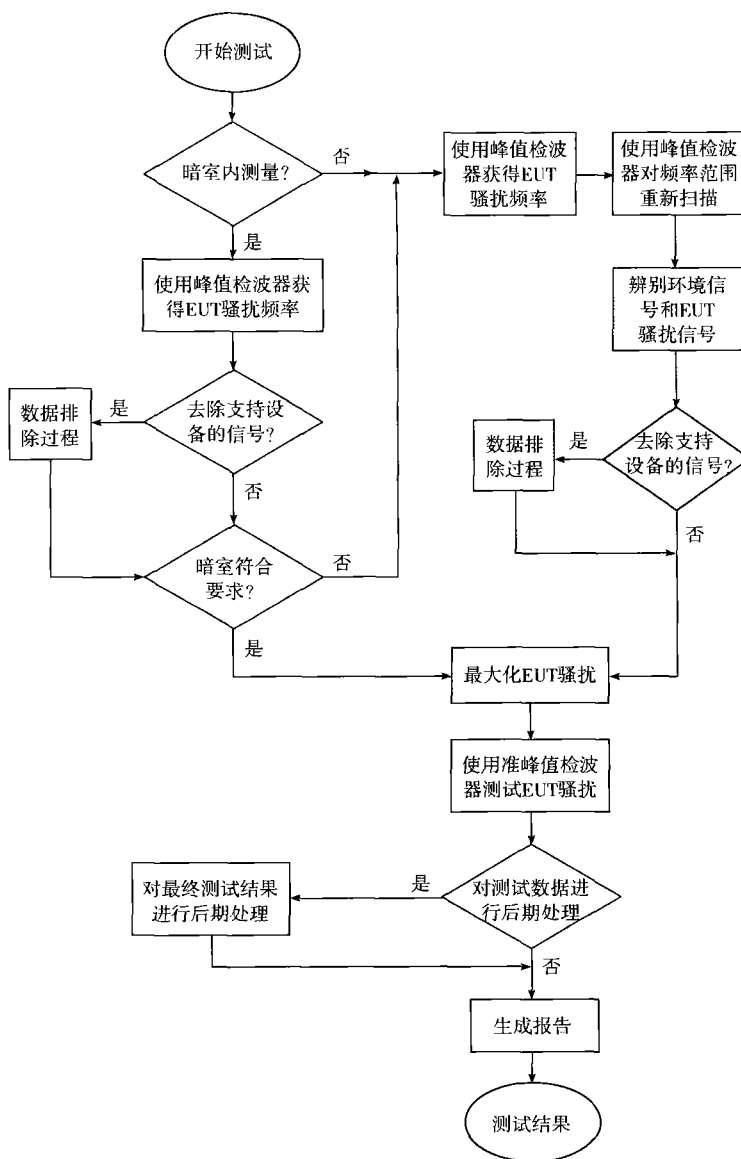 开始测试
暗室内测量?
否
使用峰值检波
器获得EUT
骚扰频率
使用峰值检波
器对频率范围
重新扫描
是
使用峰值检波器获
得EUT骚扰频率
辨别环境信
号和EUT
骚扰信号
数据排
除过程
是
去除支持设
备的信号?
否
数据排
除过程
是
去除支持
设备的信号?
否
暗室符合
要求?
否
是
最大化EUT骚扰
使用准峰值检波
器测试EUT骚扰
对最终测试结果
进行后期处理
是
对测试数据进
行后期处理
否
生成报告
测试结果